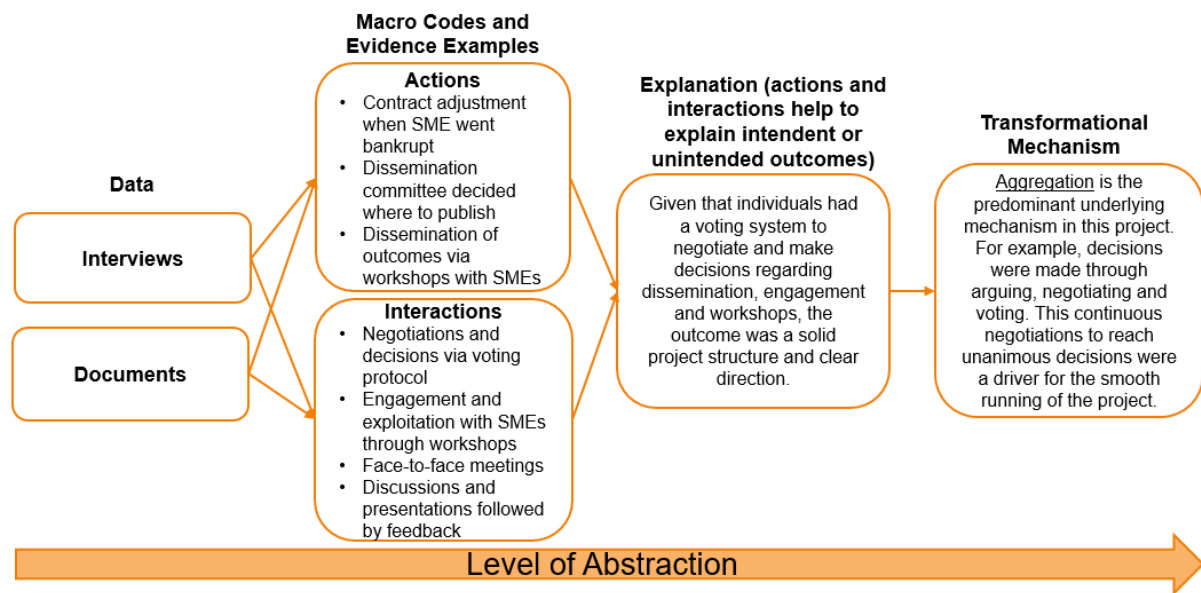 Data
Interviews
Documents
Macro Codes and
Evidence Examples
Actions
• Contract adjustment
when SME went
bankrupt
• Dissemination
committee decided
where to publish
• Dissemination of
outcomes via
workshops with SMEs
Interactions
• Negotiations and
decisions via voting
protocol
• Engagement and
exploitation with SMEs
through workshops
• Face-to-face meetings
• Discussions and
presentations followed
by feedback
Explanation (actions and
interactions help to
explain intendent or
unintended outcomes)
Given that individuals had
a voting system to
negotiate and make
decisions regarding
dissemination, engagement
and workshops, the
outcome was a solid
project structure and clear
direction.
Transformational
Mechanism
Aggregation is the
predominant underlying
mechanism in this project.
For example, decisions
were made through
arguing, negotiating and
voting. This continuous
negotiations to reach
unanimous decisions were
a driver for the smooth
running of the project.
Level of Abstraction